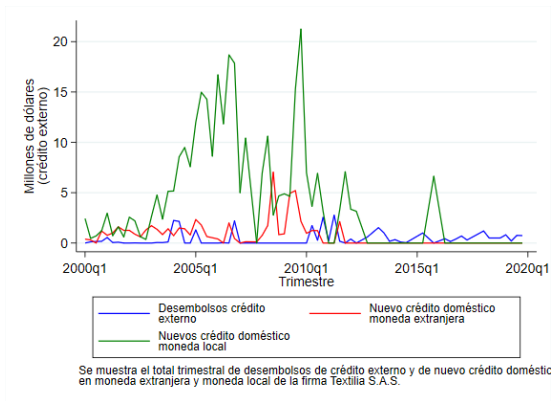 Millones de dólares
(crédito externo)
20
15
10
5
0
2000q1
2005q1
2010q1
2015q1
2020q1
Trimestre
Desembolsos crédito
externo
Nuevo crédito doméstico
moneda extranjera
Nuevos crédito doméstico
moneda local
Se muestra el total trimestral de desembolsos de crédito externo y de nuevo crédito doméstic
en moneda extranjera y moneda local de la firma Textilia S.A.S.